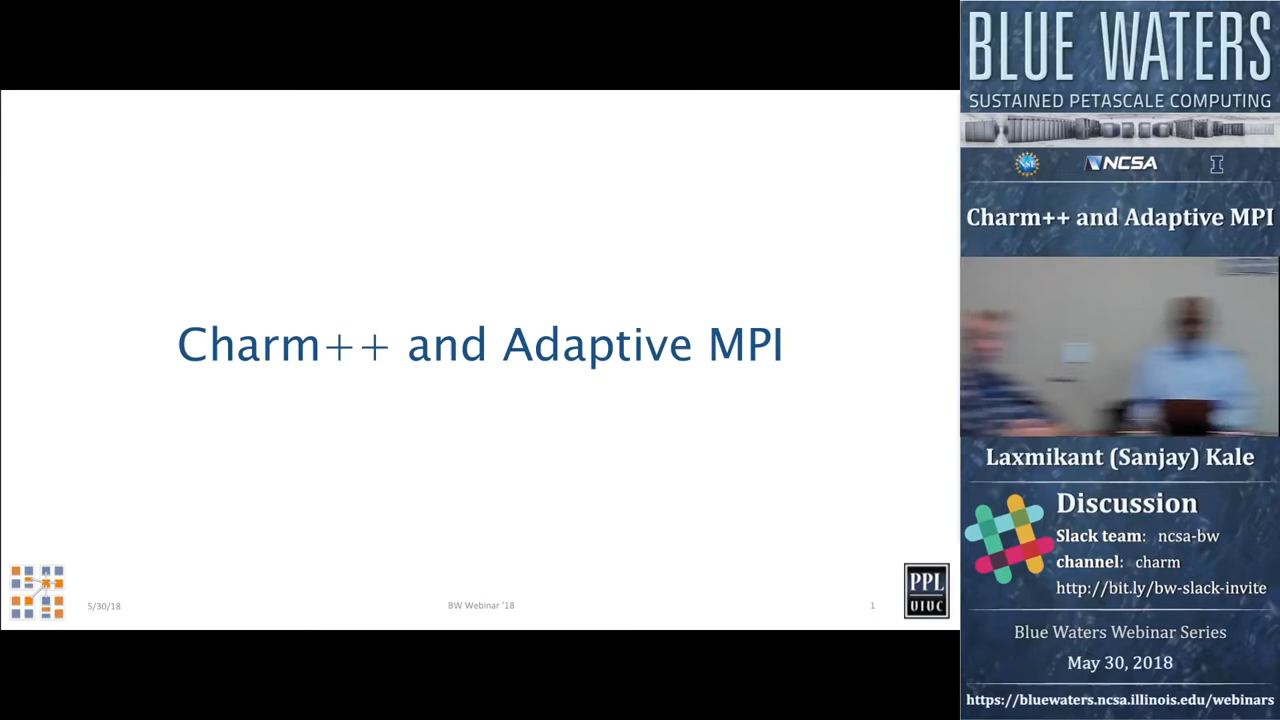 Charm++ and Adaptive MPI
5/30/18
BW Webinar '18
1
PPL
UIUC
BLUE WATERS
SUSTAINED PETASCALE COMPUTING
NSF
NCSA
I
Charm++ and Adaptive MPI
Laxmikant (Sanjay) Kale
Discussion
Slack team: ncsa-bw
channel: charm
http://bit.ly/bw-slack-invite
Blue Waters Webinar Series
May 30, 2018
https://bluewaters.ncsa.illinois.edu/webinars